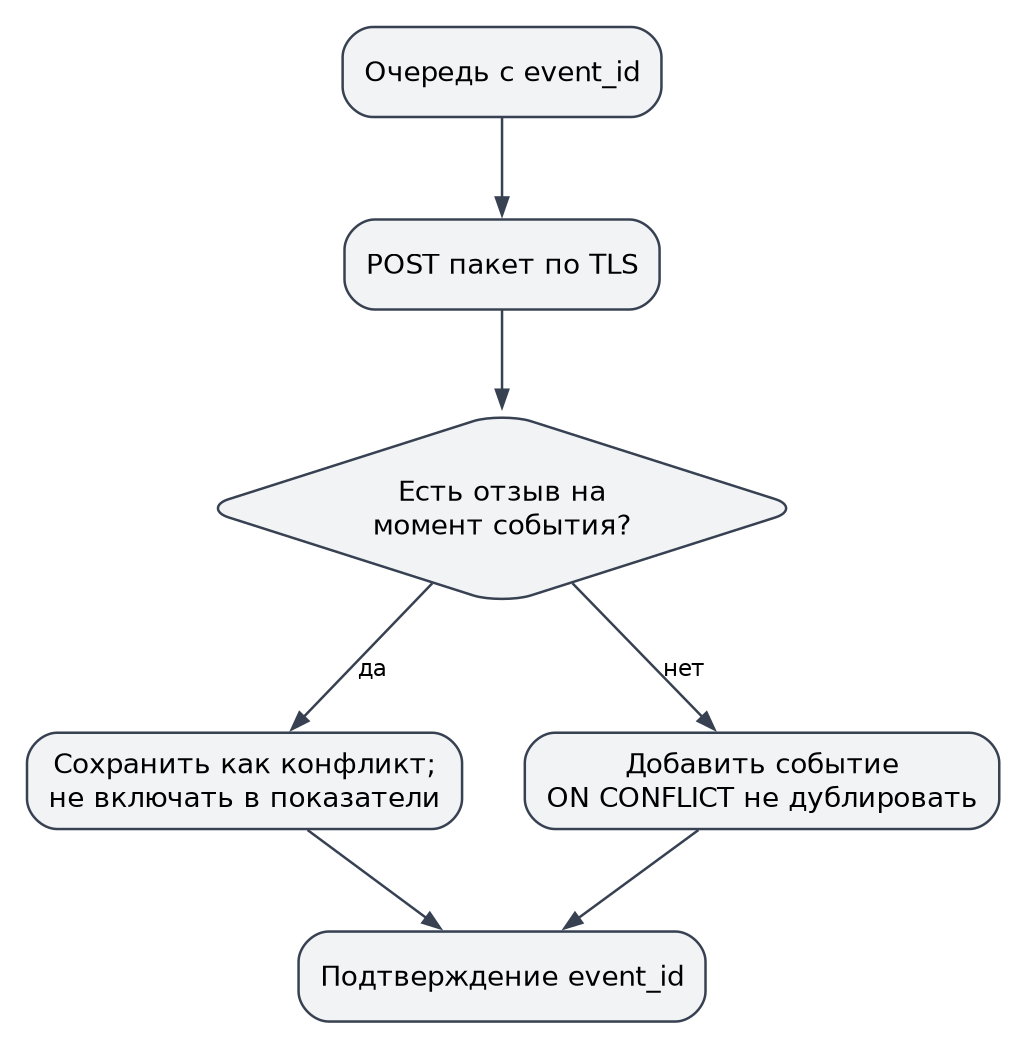 Очередь с event_id
POST пакет по TLS
Есть отзыв на
момент события?
да
нет
Сохранить как конфликт;
не включать в показатели
Добавить событие
ON CONFLICT не дублировать
Подтверждение event_id